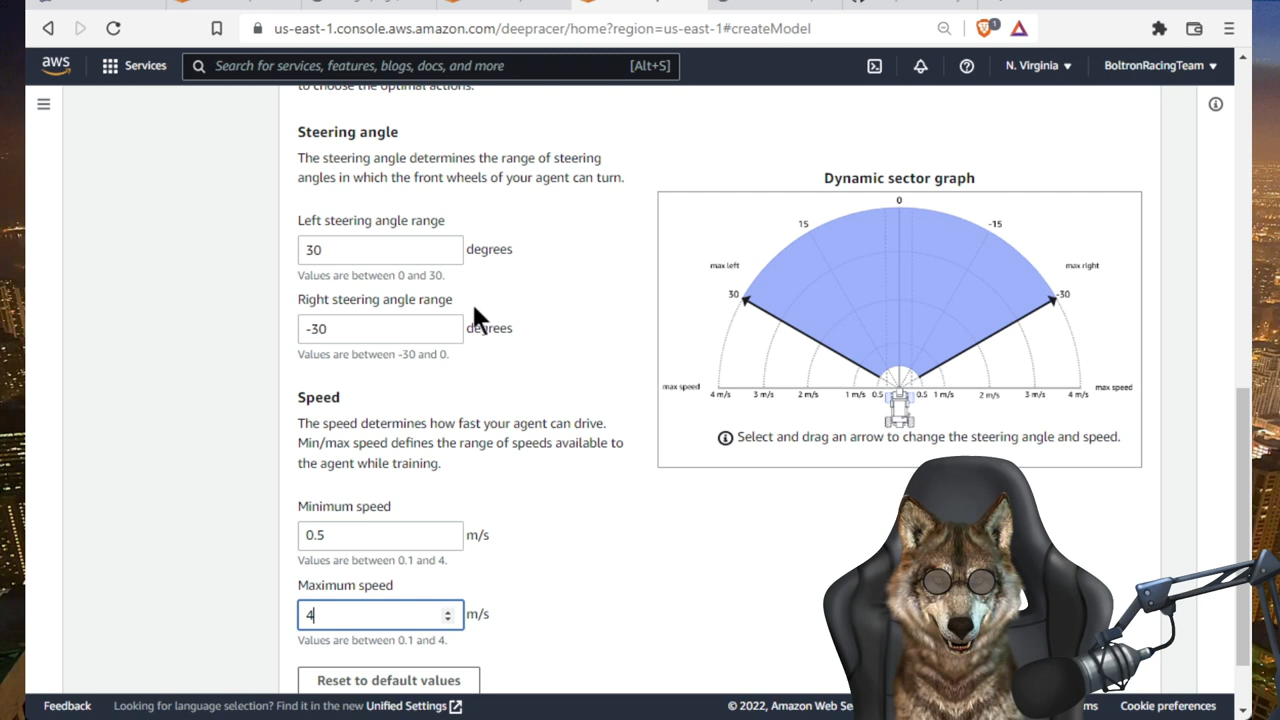 us-east-1.console.aws.amazon.com/deepracer/home?region=us-east-1#createModel
1
aws
Services
Search for services, features, blogs, docs, and more
[Alt+S]
N. Virginia
BoltronRacingTeam
to choose the optimal actions.
Steering angle
The steering angle determines the range of steering
angles in which the front wheels of your agent can turn.
Left steering angle range
30
degrees
Values are between 0 and 30.
Right steering angle range
-30
degrees
Values are between -30 and 0.
Speed
The speed determines how fast your agent can drive.
Min/max speed defines the range of speeds available to
the agent while training.
Minimum speed
0.5
m/s
Values are between 0.1 and 4.
Maximum speed
4
m/s
Values are between 0.1 and 4.
Reset to default values
Dynamic sector graph
0
15
-15
max left
max right
30
-30
max speed
max speed
4 m/s
3 m/s
2 m/s
1 m/s
0.5
0.5
1 m/s
2 m/s
3 m/s
4 m/s
Select and drag an arrow to change the steering angle and speed.
Feedback
Looking for language selection? Find it in the new Unified Settings
© 2022, Amazon Web
Cookie preferences